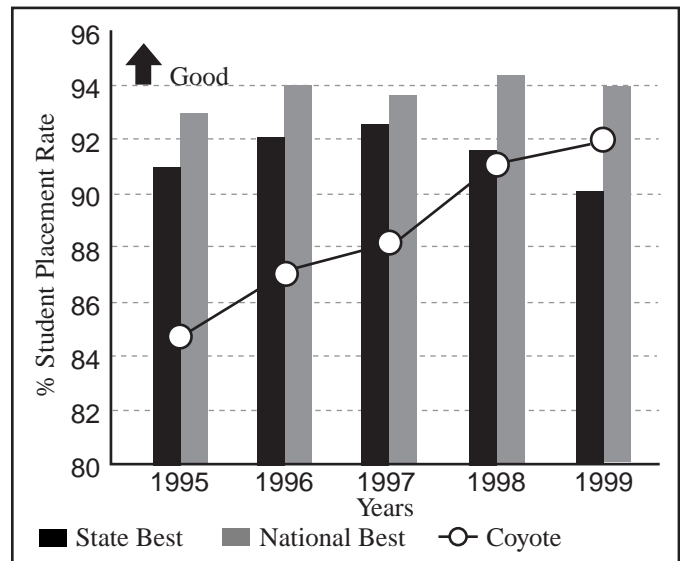 % Student Placement Rate
96
94
92
90
88
86
84
82
80
Good
1995 1996 1997 1998 1999
Years
State Best National Best Coyote